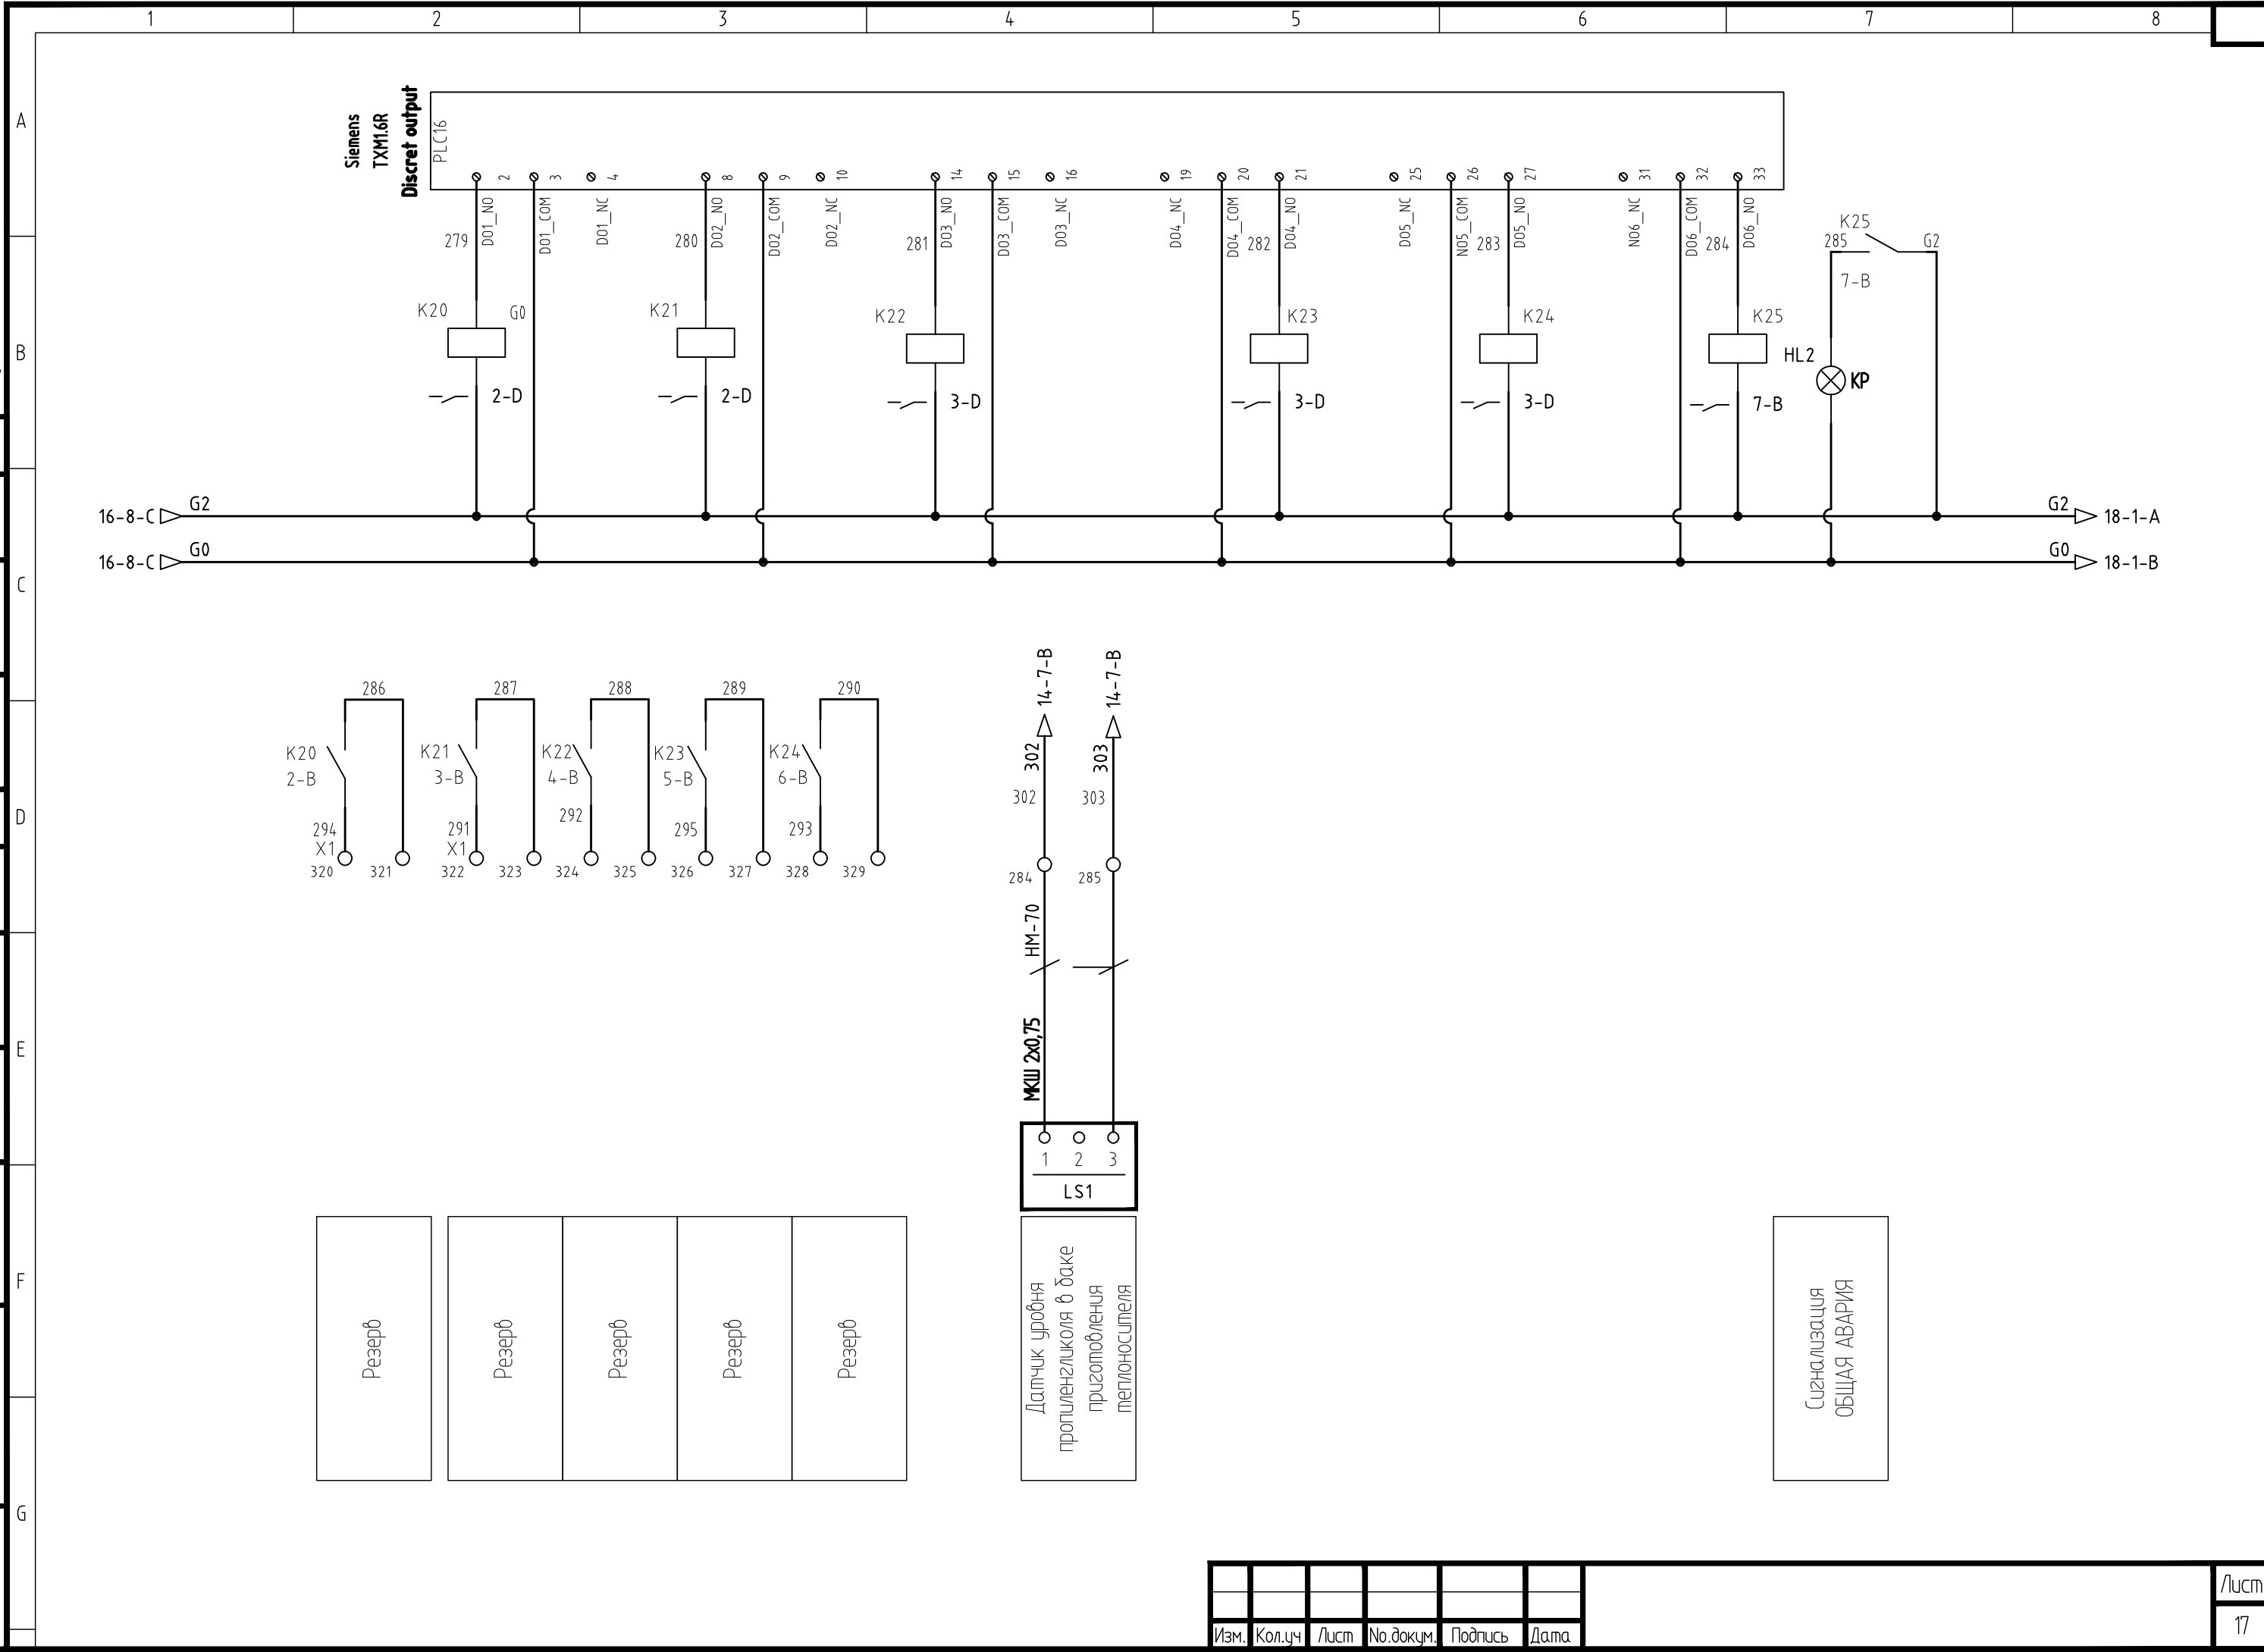 1 2 3 4 5 6 7 8
A
B
C
D
E
F
G
Siemens
TXM1.6R
Discret output
PLC16
2 3 4 8 9 10 14 15 16 19 20 21 25 26 27 31 32 33
DO1_NO DO1_COM DO1_NC DO2_NO DO2_COM DO2_NC DO3_NO DO3_COM DO3_NC DO4_NC DO4_COM DO4_NO DO5_NC NO5_COM DO5_NO NO6_NC DO6_COM DO6_NO
279 280 281 282 283 284
K25
285 G2
7-B
K20 G0 K21 K22 K23 K24 K25
HL2 KP
2-D 2-D 3-D 3-D 3-D 7-B
16-8-C G2 G2 18-1-A
16-8-C G0 G0 18-1-B
286 287 288 289 290
K20 K21 K22 K23 K24
2-B 3-B 4-B 5-B 6-B
294 291 292 295 293
X1 X1
320 321 322 323 324 325 326 327 328 329
14-7-B 14-7-B
302 303
302 303
284 285
НМ-70
МКШ 2х0,75
1 2 3
LS1
Резерв
Резерв
Резерв
Резерв
Резерв
Датчик уровня
пропиленгликоля в баке
приготовления
теплоносителя
Сигнализация
ОБЩАЯ АВАРИЯ
Изм. Кол.уч Лист No.докум. Подпись Дата
Лист
17